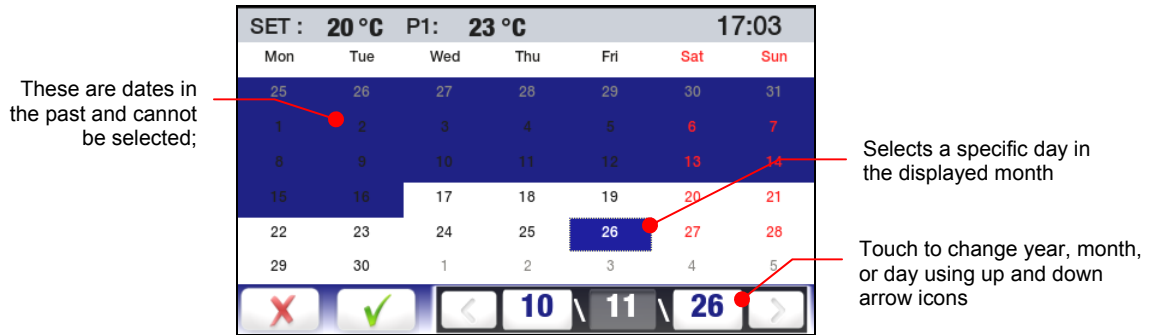 SET : 20 °C P1: 23 °C 17:03
Mon Tue Wed Thu Fri Sat Sun
25 26 27 28 29 30 31
1 2 3 4 5 6 7
8 9 10 11 12 13 14
15 16 17 18 19 20 21
22 23 24 25 26 27 28
29 30 1 2 3 4 5
10 \ 11 \ 26
These are dates in
the past and cannot
be selected;
Selects a specific day in
the displayed month
Touch to change year, month,
or day using up and down
arrow icons